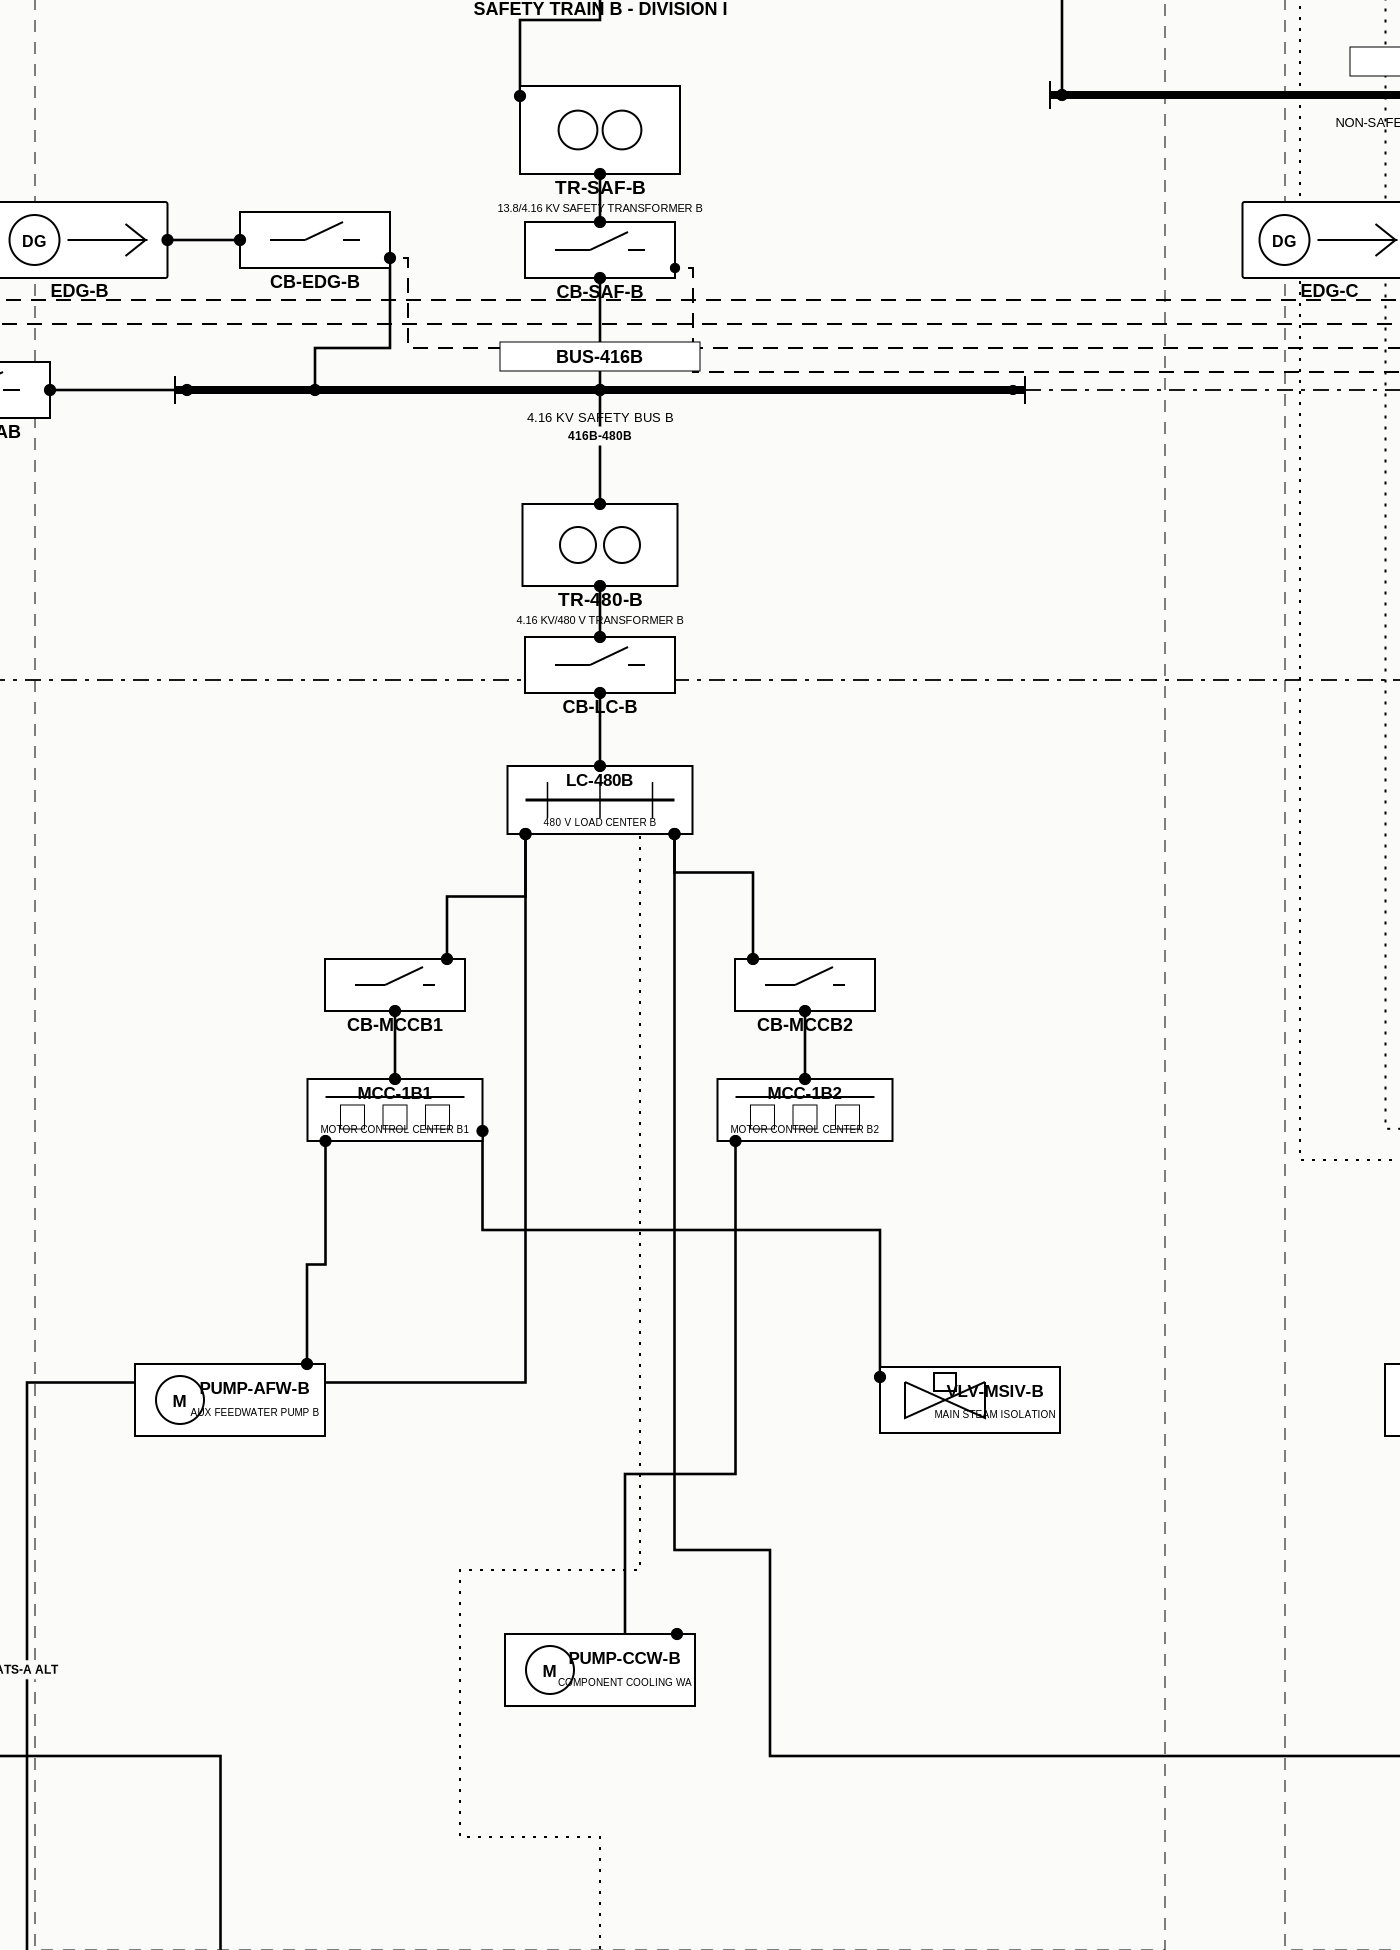 SAFETY TRAIN B - DIVISION I
NON-SAFE
TR-SAF-B
13.8/4.16 KV SAFETY TRANSFORMER B
DG
EDG-B
CB-EDG-B
CB-SAF-B
DG
EDG-C
BUS-416B
4.16 KV SAFETY BUS B
416B-480B
AB
TR-480-B
4.16 KV/480 V TRANSFORMER B
CB-LC-B
LC-480B
480 V LOAD CENTER B
CB-MCCB1
CB-MCCB2
MCC-1B1
MOTOR CONTROL CENTER B1
MCC-1B2
MOTOR CONTROL CENTER B2
M
PUMP-AFW-B
AUX FEEDWATER PUMP B
VLV-MSIV-B
MAIN STEAM ISOLATION
M
PUMP-CCW-B
COMPONENT COOLING WA
ATS-A ALT